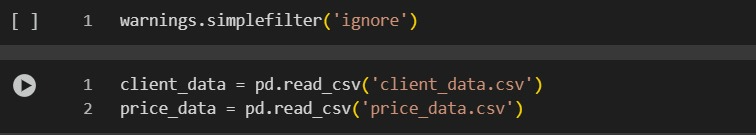 [ ] 1 warnings.simplefilter('ignore')
1 client_data = pd.read_csv('client_data.csv')
2 price_data = pd.read_csv('price_data.csv')